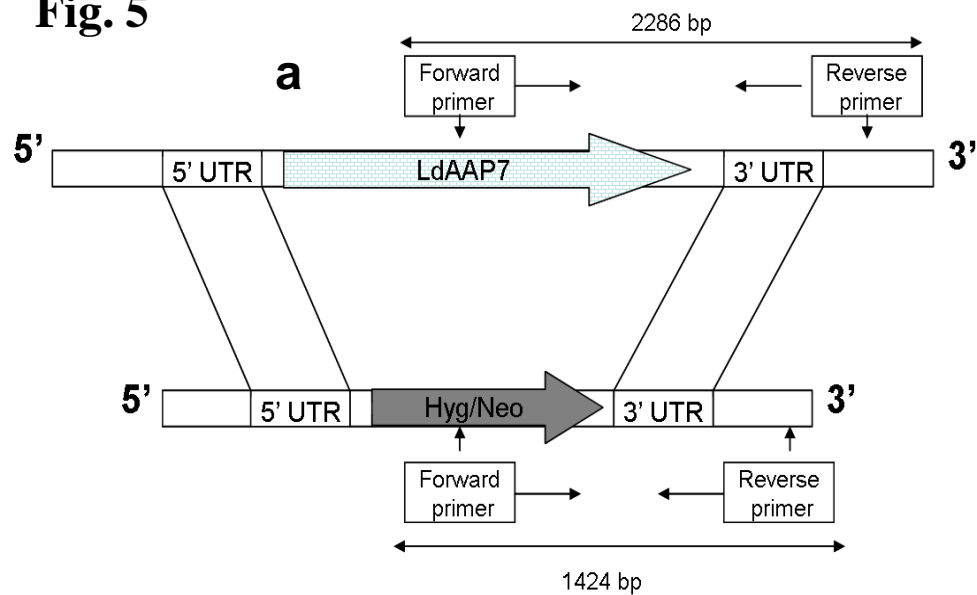 Fig. 5
2286 bp
a
Forward
primer
Reverse
primer
5’
5’ UTR
LdAAP7
3’ UTR
3’
5’
5’ UTR
Hyg/Neo
3’ UTR
3’
Forward
primer
Reverse
primer
1424 bp